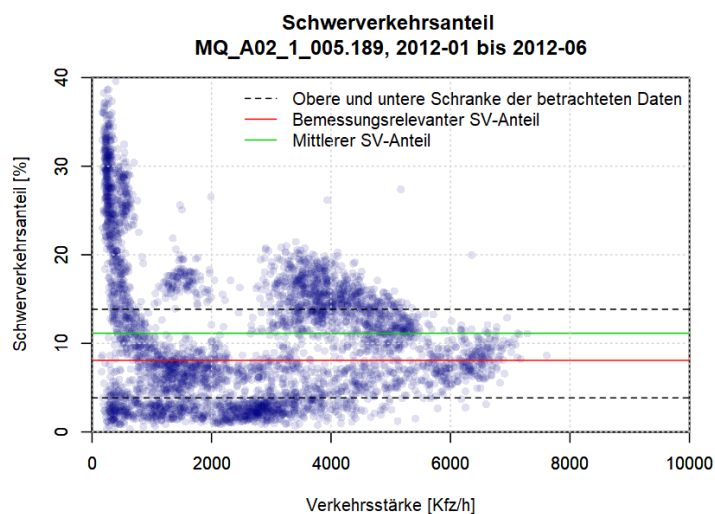 Schwerverkehrsanteil
MQ_A02_1_005.189, 2012-01 bis 2012-06
Obere und untere Schranke der betrachteten Daten
Bemessungsrelevanter SV-Anteil
Mittlerer SV-Anteil
Schwerverkehrsanteil [%]
40
30
20
10
0
0 2000 4000 6000 8000 10000
Verkehrsstärke [Kfz/h]